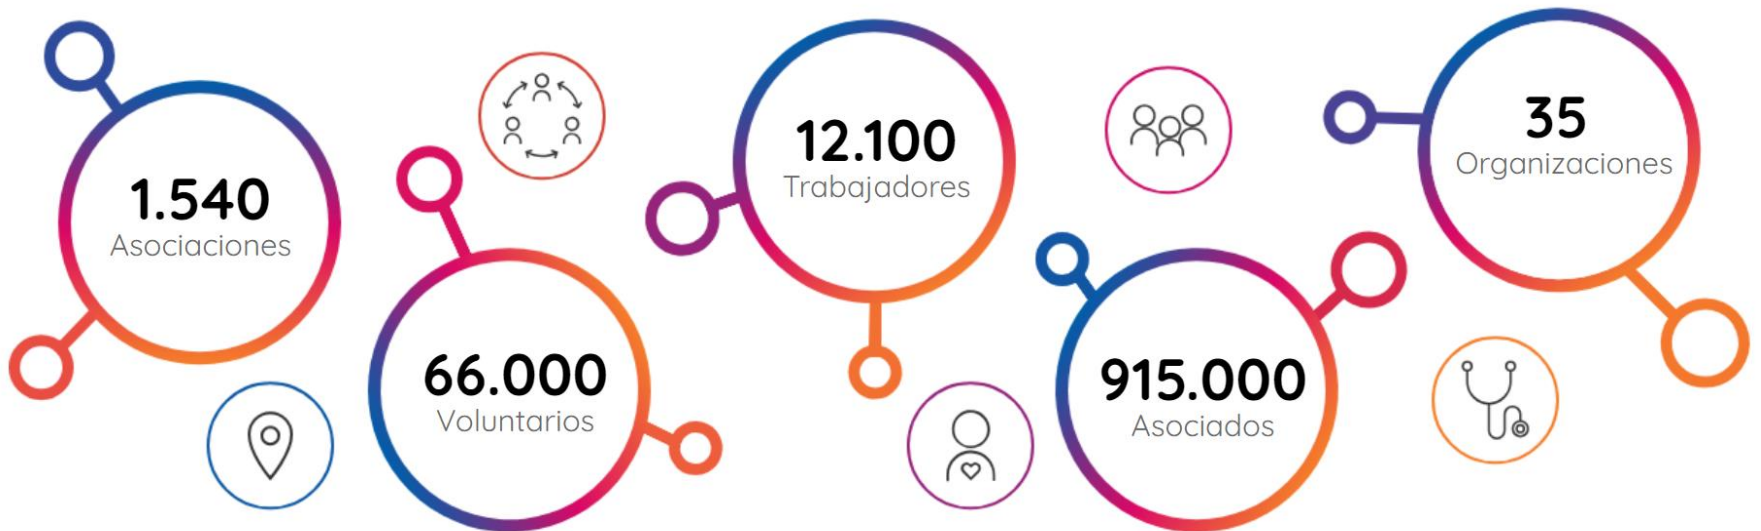 1.540
Asociaciones
66.000
Voluntarios
12.100
Trabajadores
915.000
Asociados
35
Organizaciones